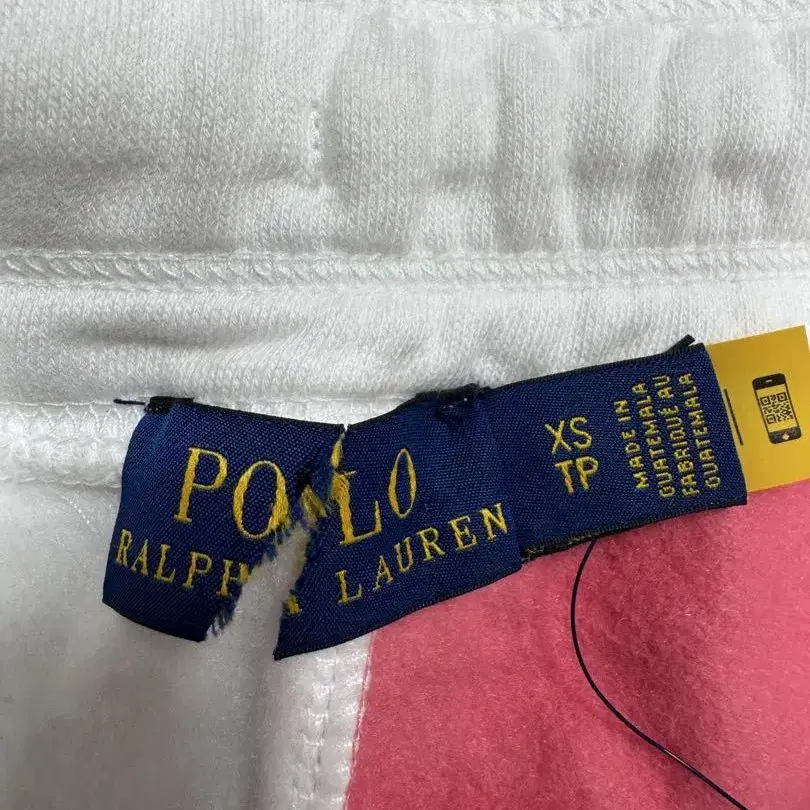 POLO
RALPH LAUREN
XS
TP
MADE IN
GUATEMALA
FABRIQUÉ AU
GUATEMALA